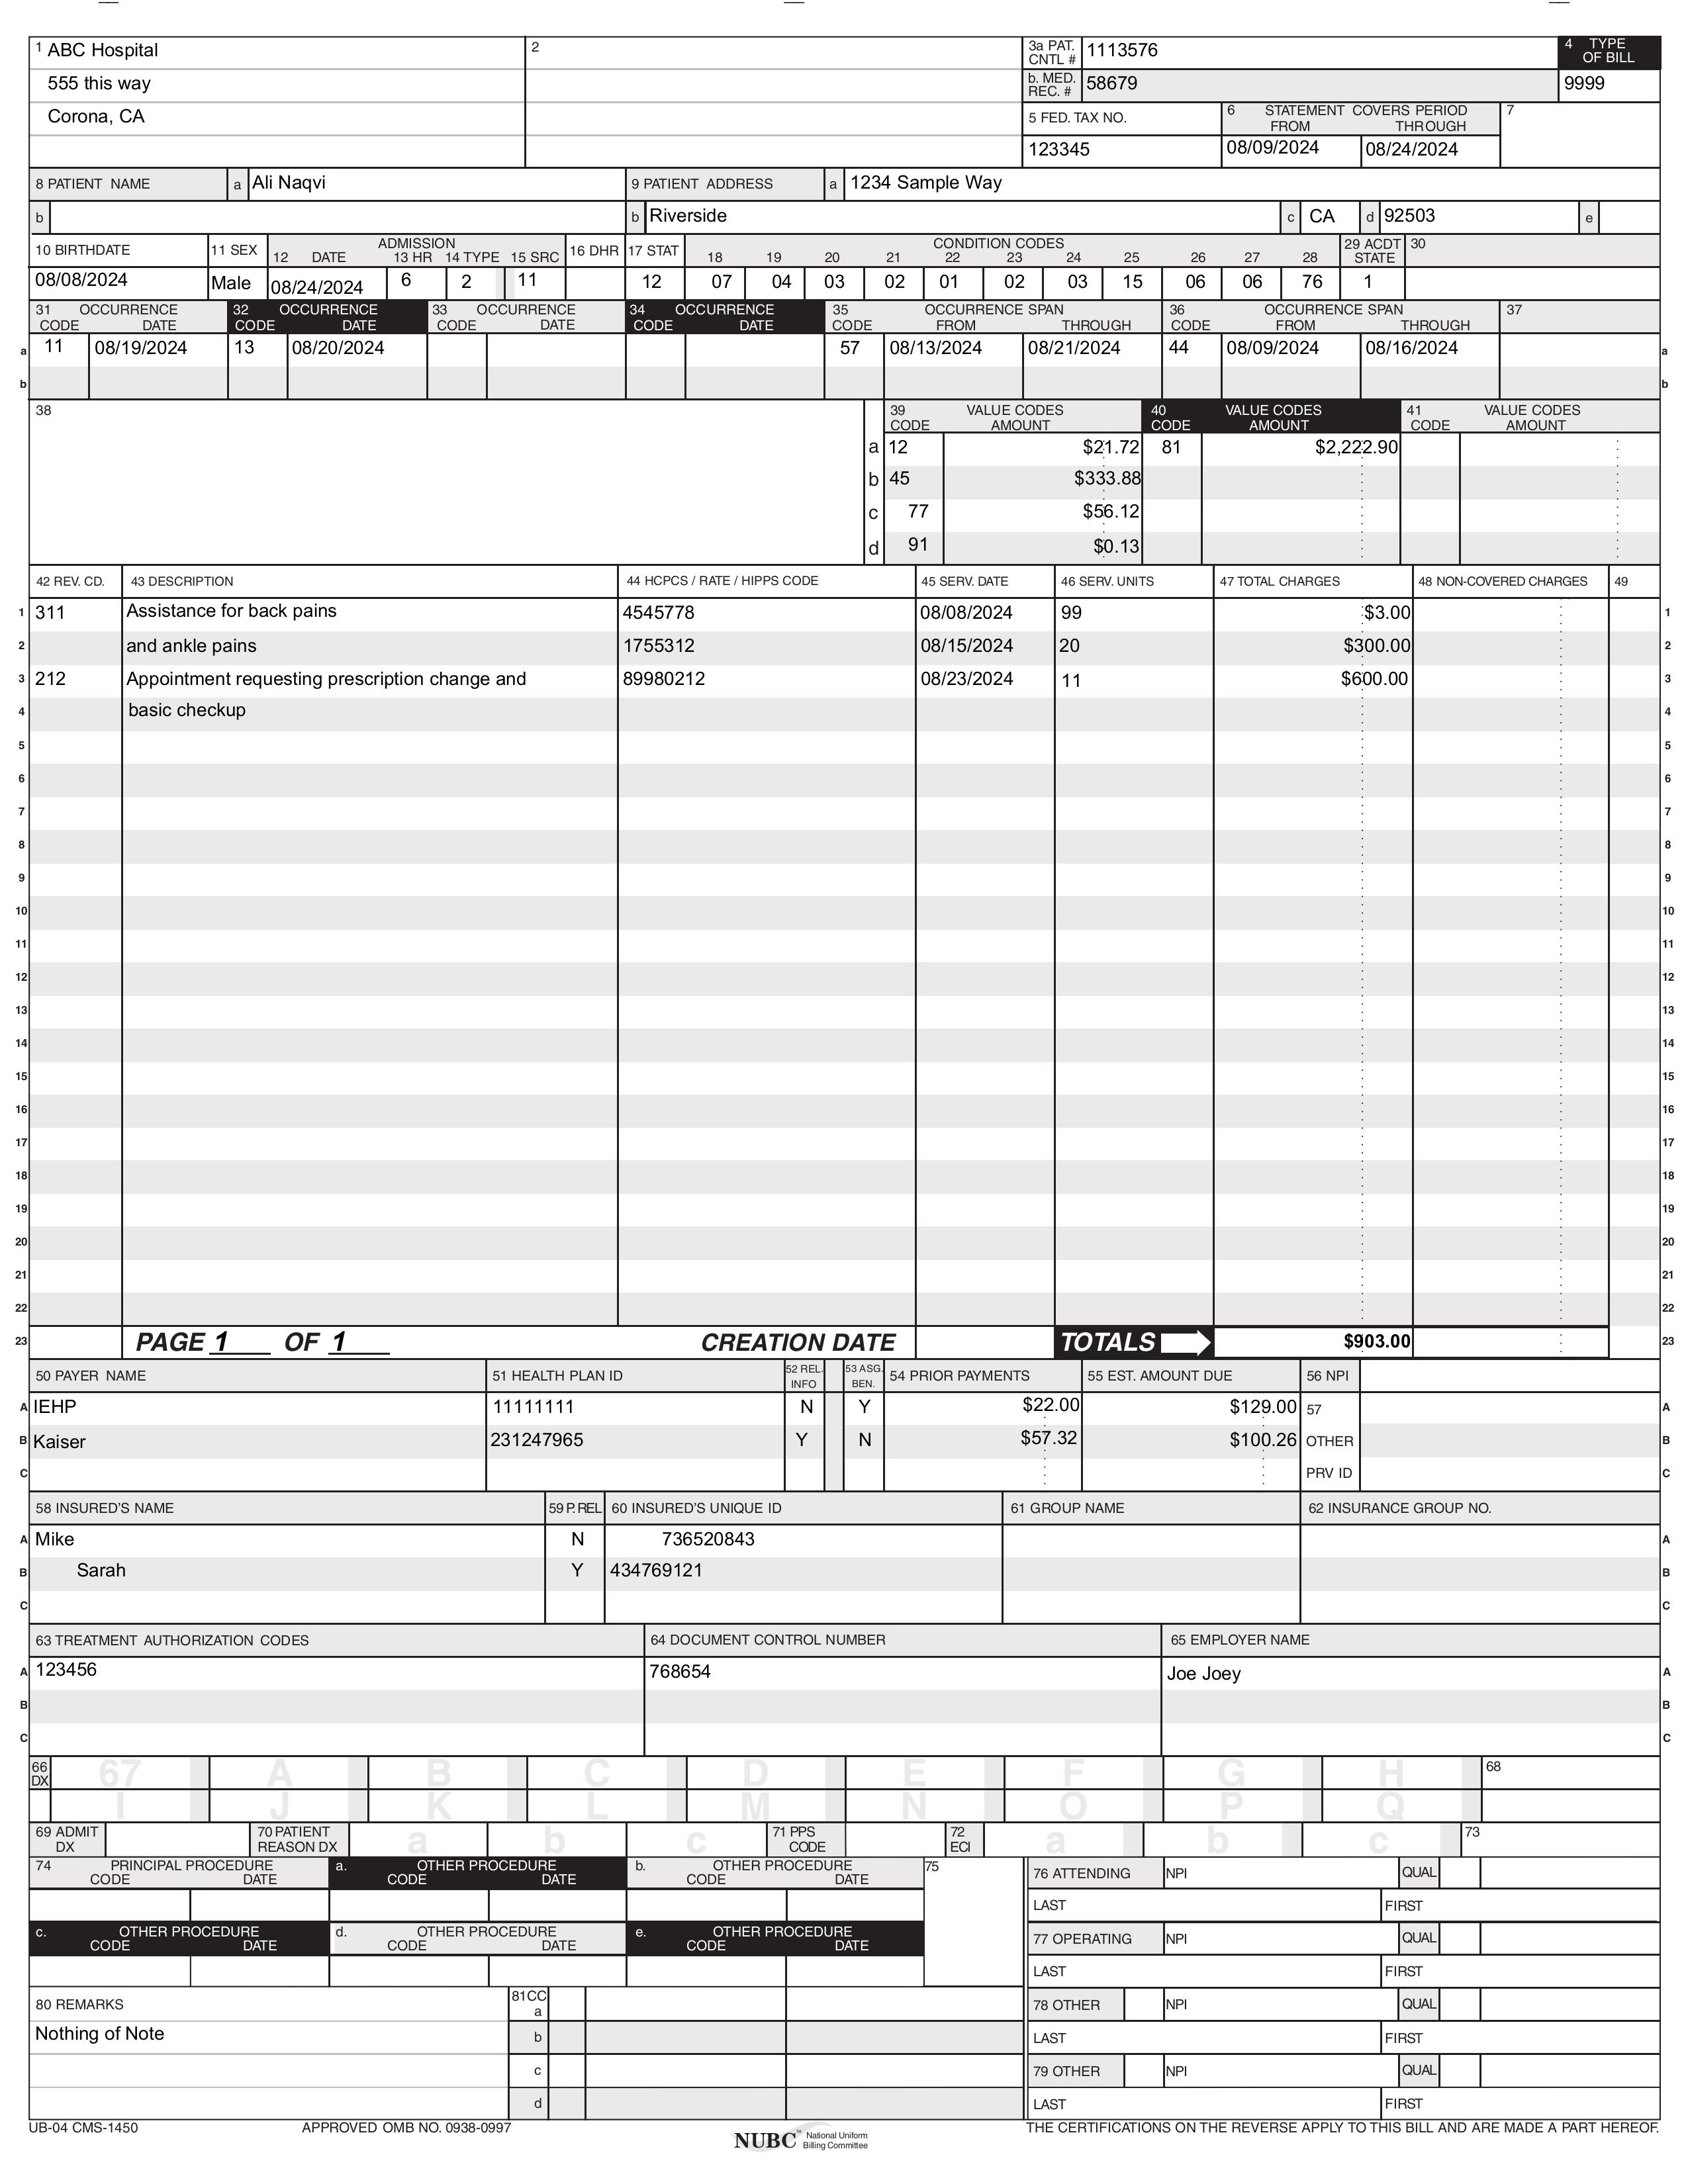 1 ABC Hospital
555 this way
Corona, CA
2
3a PAT. CNTL # 1113576
b. MED. REC. # 58679
4 TYPE OF BILL
9999
5 FED. TAX NO.
123345
6 STATEMENT COVERS PERIOD
FROM THROUGH
08/09/2024 08/24/2024
7
8 PATIENT NAME a Ali Naqvi
b
9 PATIENT ADDRESS a 1234 Sample Way
b Riverside c CA d 92503 e
10 BIRTHDATE 11 SEX 12 DATE ADMISSION 13 HR 14 TYPE 15 SRC 16 DHR 17 STAT CONDITION CODES 18 19 20 21 22 23 24 25 26 27 28 29 ACDT STATE 30
08/08/2024 Male 08/24/2024 6 2 11 12 07 04 03 02 01 02 03 15 06 06 76 1
31 OCCURRENCE 32 OCCURRENCE 33 OCCURRENCE 34 OCCURRENCE 35 OCCURRENCE SPAN 36 OCCURRENCE SPAN 37
CODE DATE CODE DATE CODE DATE CODE DATE CODE FROM THROUGH CODE FROM THROUGH
a 11 08/19/2024 13 08/20/2024 57 08/13/2024 08/21/2024 44 08/09/2024 08/16/2024 a
b b
38
39 VALUE CODES 40 VALUE CODES 41 VALUE CODES
CODE AMOUNT CODE AMOUNT CODE AMOUNT
a 12 $21.72 81 $2,222.90
b 45 $333.88
c 77 $56.12
d 91 $0.13
42 REV. CD. 43 DESCRIPTION 44 HCPCS / RATE / HIPPS CODE 45 SERV. DATE 46 SERV. UNITS 47 TOTAL CHARGES 48 NON-COVERED CHARGES 49
1 311 Assistance for back pains 4545778 08/08/2024 99 $3.00 1
2 and ankle pains 1755312 08/15/2024 20 $300.00 2
3 212 Appointment requesting prescription change and 89980212 08/23/2024 11 $600.00 3
4 basic checkup 4
5 5
6 6
7 7
8 8
9 9
10 10
11 11
12 12
13 13
14 14
15 15
16 16
17 17
18 18
19 19
20 20
21 21
22 22
23 PAGE 1 OF 1 CREATION DATE TOTALS $903.00 23
50 PAYER NAME 51 HEALTH PLAN ID 52 REL. INFO 53 ASG. BEN. 54 PRIOR PAYMENTS 55 EST. AMOUNT DUE 56 NPI
A IEHP 11111111 N Y $22.00 $129.00 57 A
B Kaiser 231247965 Y N $57.32 $100.26 OTHER B
C PRV ID C
58 INSURED'S NAME 59 P. REL 60 INSURED'S UNIQUE ID 61 GROUP NAME 62 INSURANCE GROUP NO.
A Mike N 736520843 A
B Sarah Y 434769121 B
C C
63 TREATMENT AUTHORIZATION CODES 64 DOCUMENT CONTROL NUMBER 65 EMPLOYER NAME
A 123456 768654 Joe Joey A
B B
C C
66 DX 67 A B C D E F G H 68
I J K L M N O P Q
69 ADMIT DX 70 PATIENT REASON DX a b c 71 PPS CODE 72 ECI a b c 73
74 PRINCIPAL PROCEDURE a. OTHER PROCEDURE b. OTHER PROCEDURE 75
CODE DATE CODE DATE CODE DATE
76 ATTENDING NPI QUAL
LAST FIRST
c. OTHER PROCEDURE d. OTHER PROCEDURE e. OTHER PROCEDURE
CODE DATE CODE DATE CODE DATE
77 OPERATING NPI QUAL
LAST FIRST
80 REMARKS
Nothing of Note
81CC
a
b
c
d
78 OTHER NPI QUAL
LAST FIRST
79 OTHER NPI QUAL
LAST FIRST
UB-04 CMS-1450 APPROVED OMB NO. 0938-0997 NUBC™ National Uniform Billing Committee THE CERTIFICATIONS ON THE REVERSE APPLY TO THIS BILL AND ARE MADE A PART HEREOF.